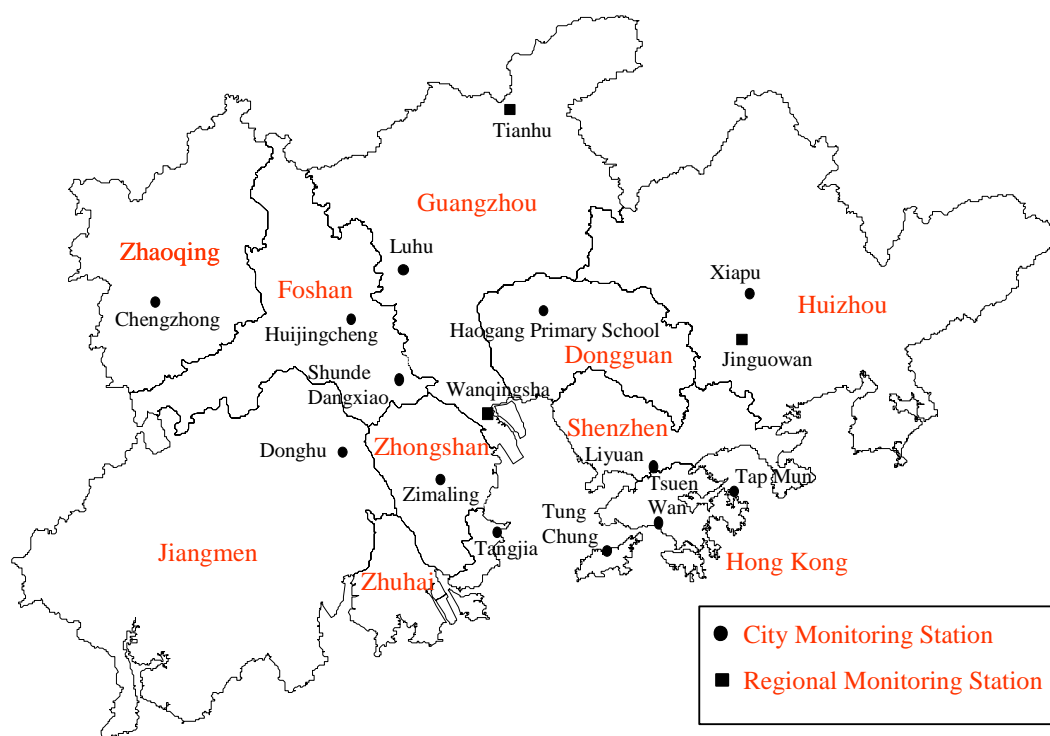 Tianhu
Guangzhou
Luhu
Zhaoqing
Xiapu
Foshan
Huizhou
Chengzhong
Huijingcheng
Haogang Primary School
Dongguan
Jinguowan
Shunde
Dangxiao
Wanqingsha
Shenzhen
Zhongshan
Donghu
Liyuan
Zimaling
Tap Mun
Tsuen
Wan
Tung
Chung
Tangjia
Jiangmen
Hong Kong
Zhuhai
City Monitoring Station
Regional Monitoring Station